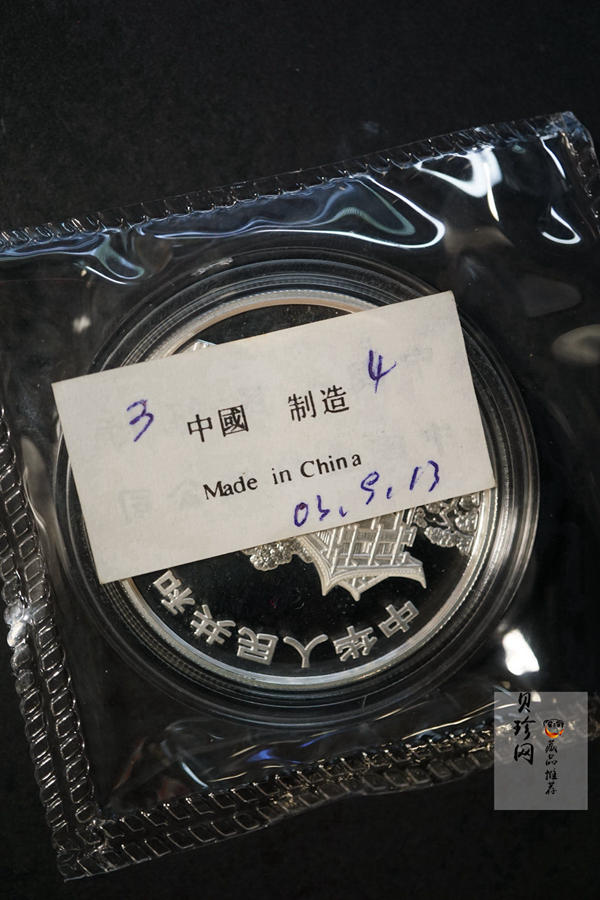 3 中國 制造 4
Made in China
03.9.13
中华人民共和
贝珍网
藏品推荐